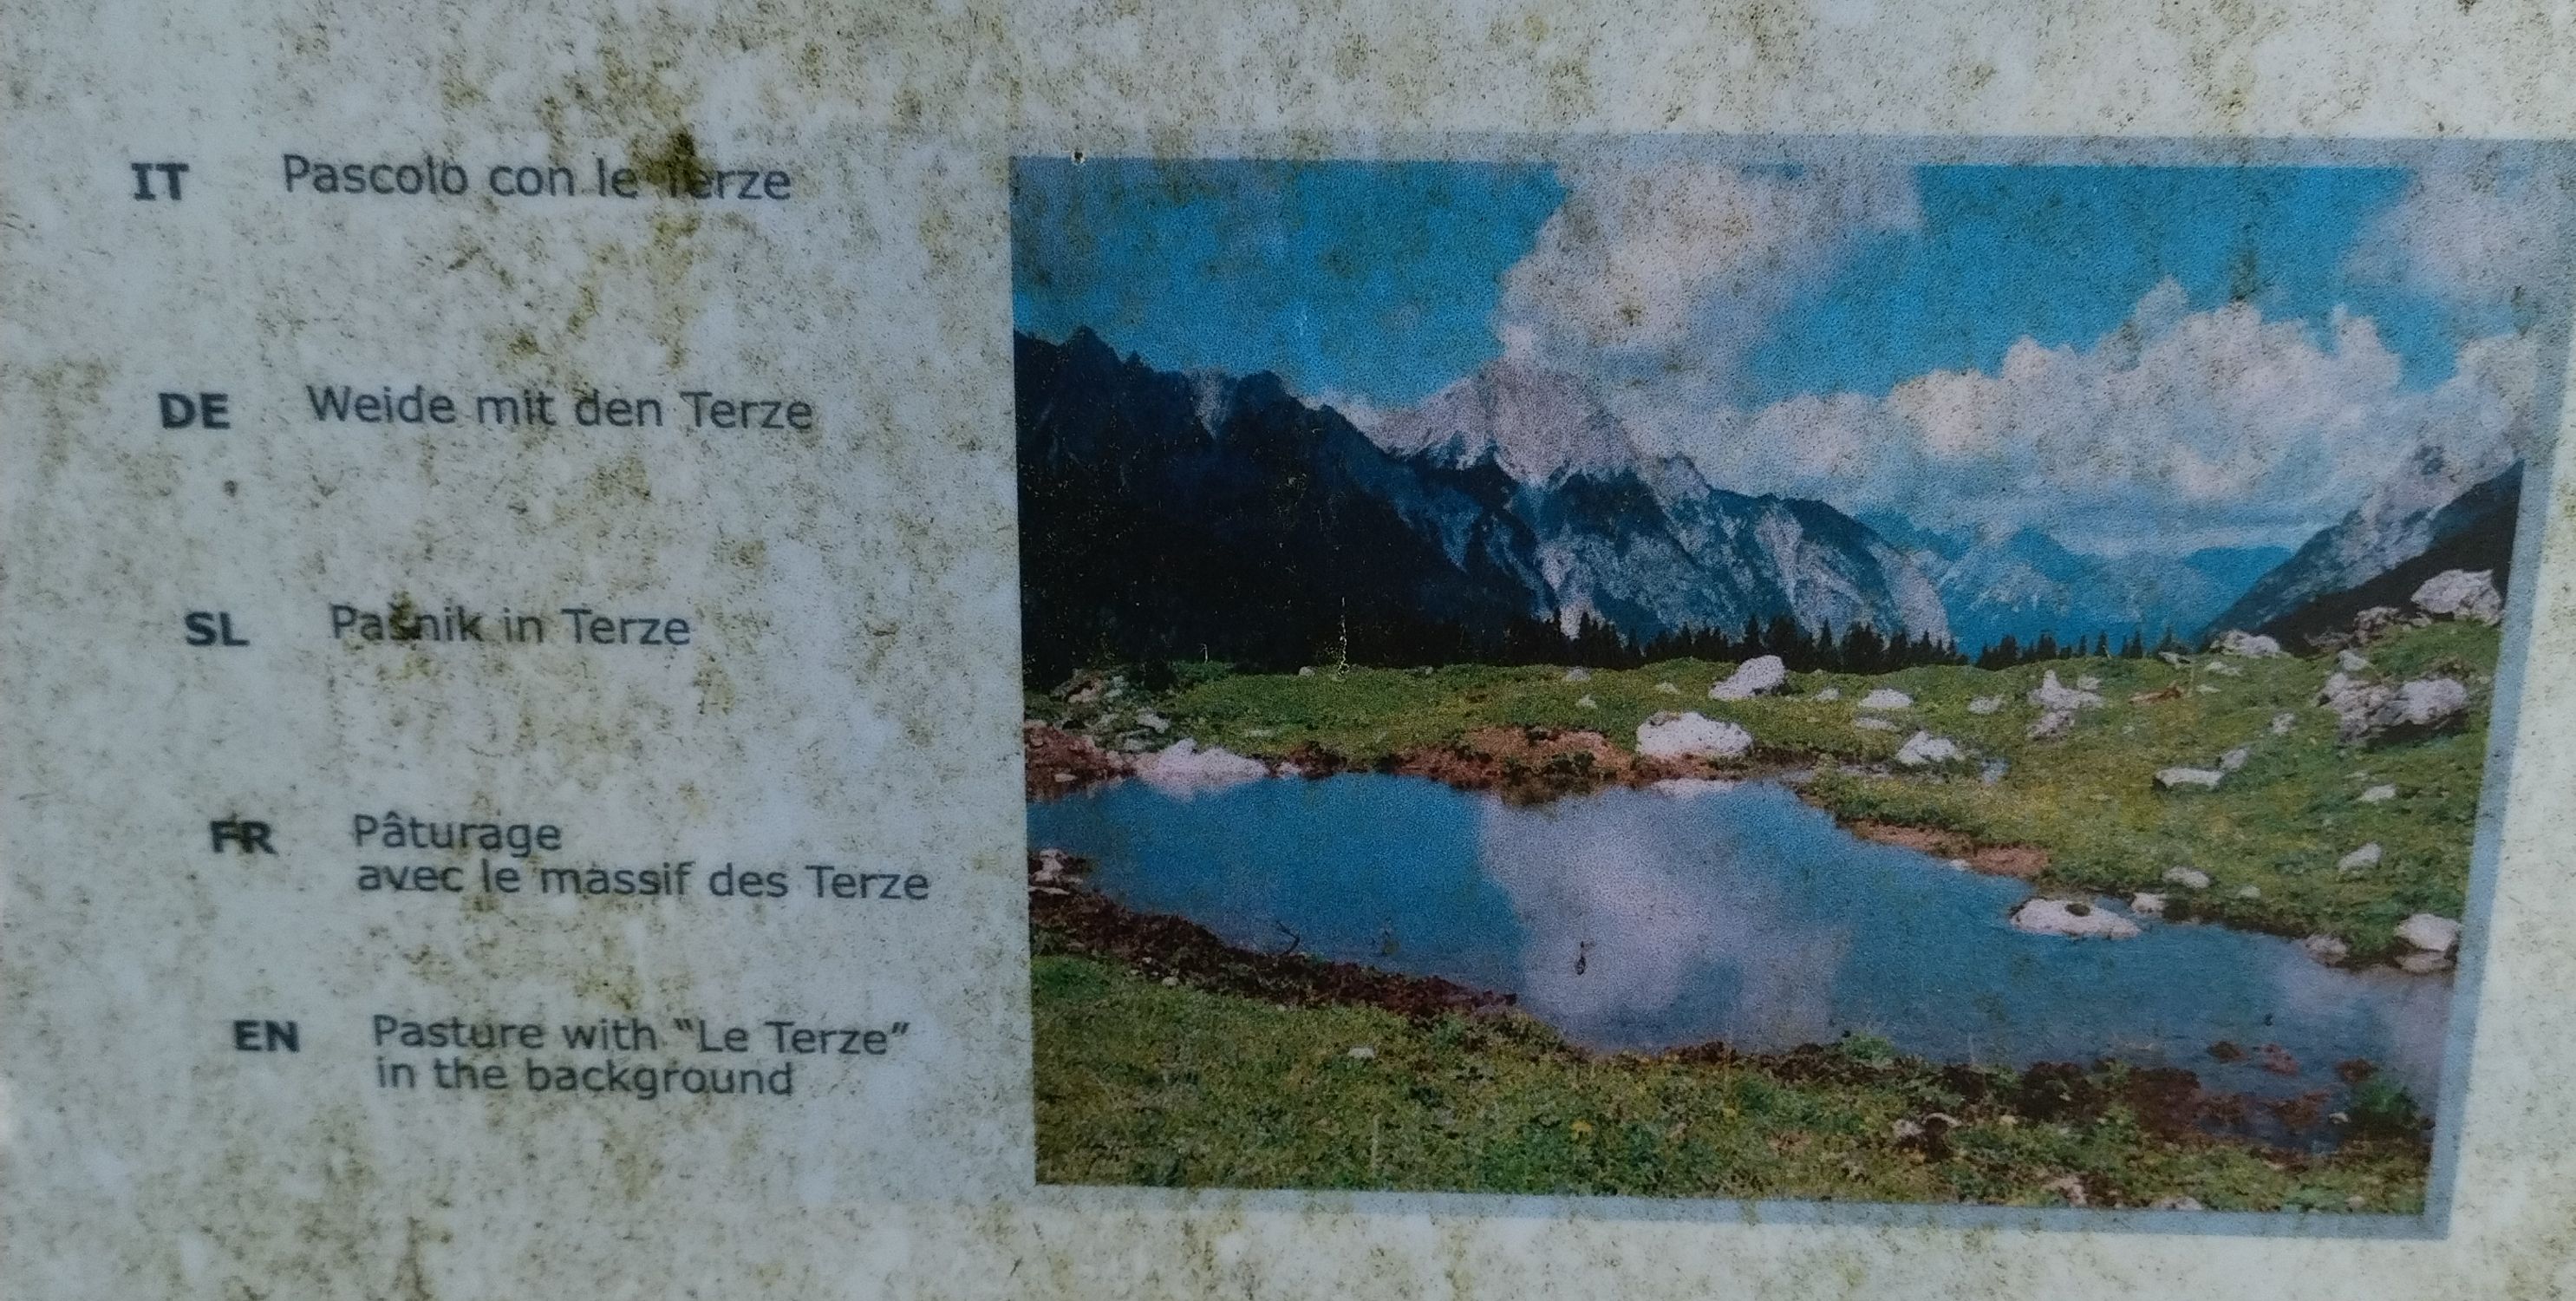 IT Pascolo con le Terze
DE Weide mit den Terze
SL Pašnik in Terze
FR Pâturage
avec le massif des Terze
EN Pasture with “Le Terze”
in the background